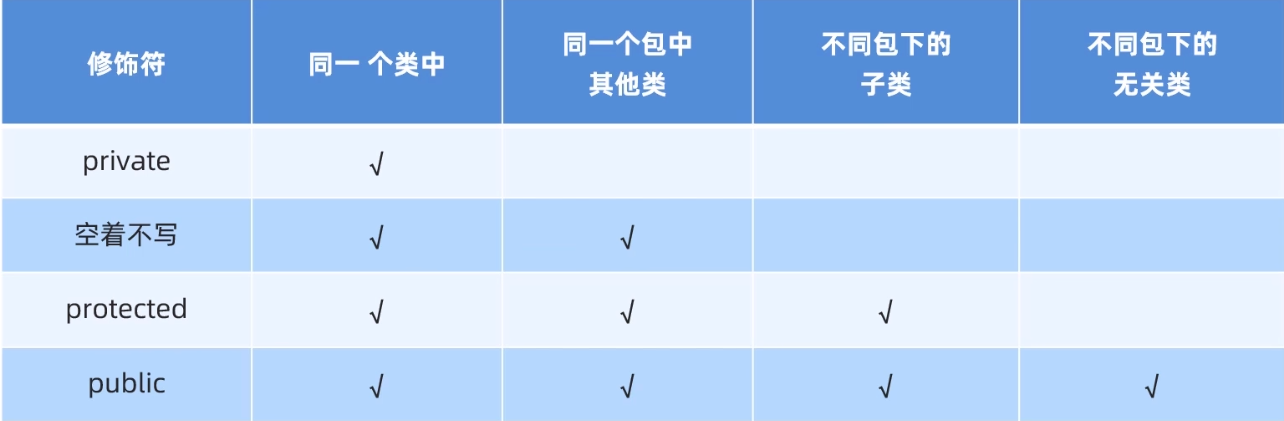 修饰符 同一 个类中 同一个包中 不同包下的 不同包下的
其他类 子类 无关类
private √
空着不写 √ √
protected √ √ √
public √ √ √ √